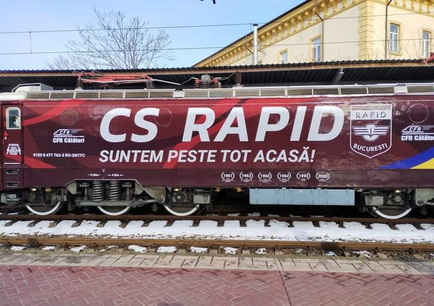 CS RAPID
SUNTEM PESTE TOT ACASĂ!
CFR Călători
RAPID
BUCUREȘTI
CFR Călători